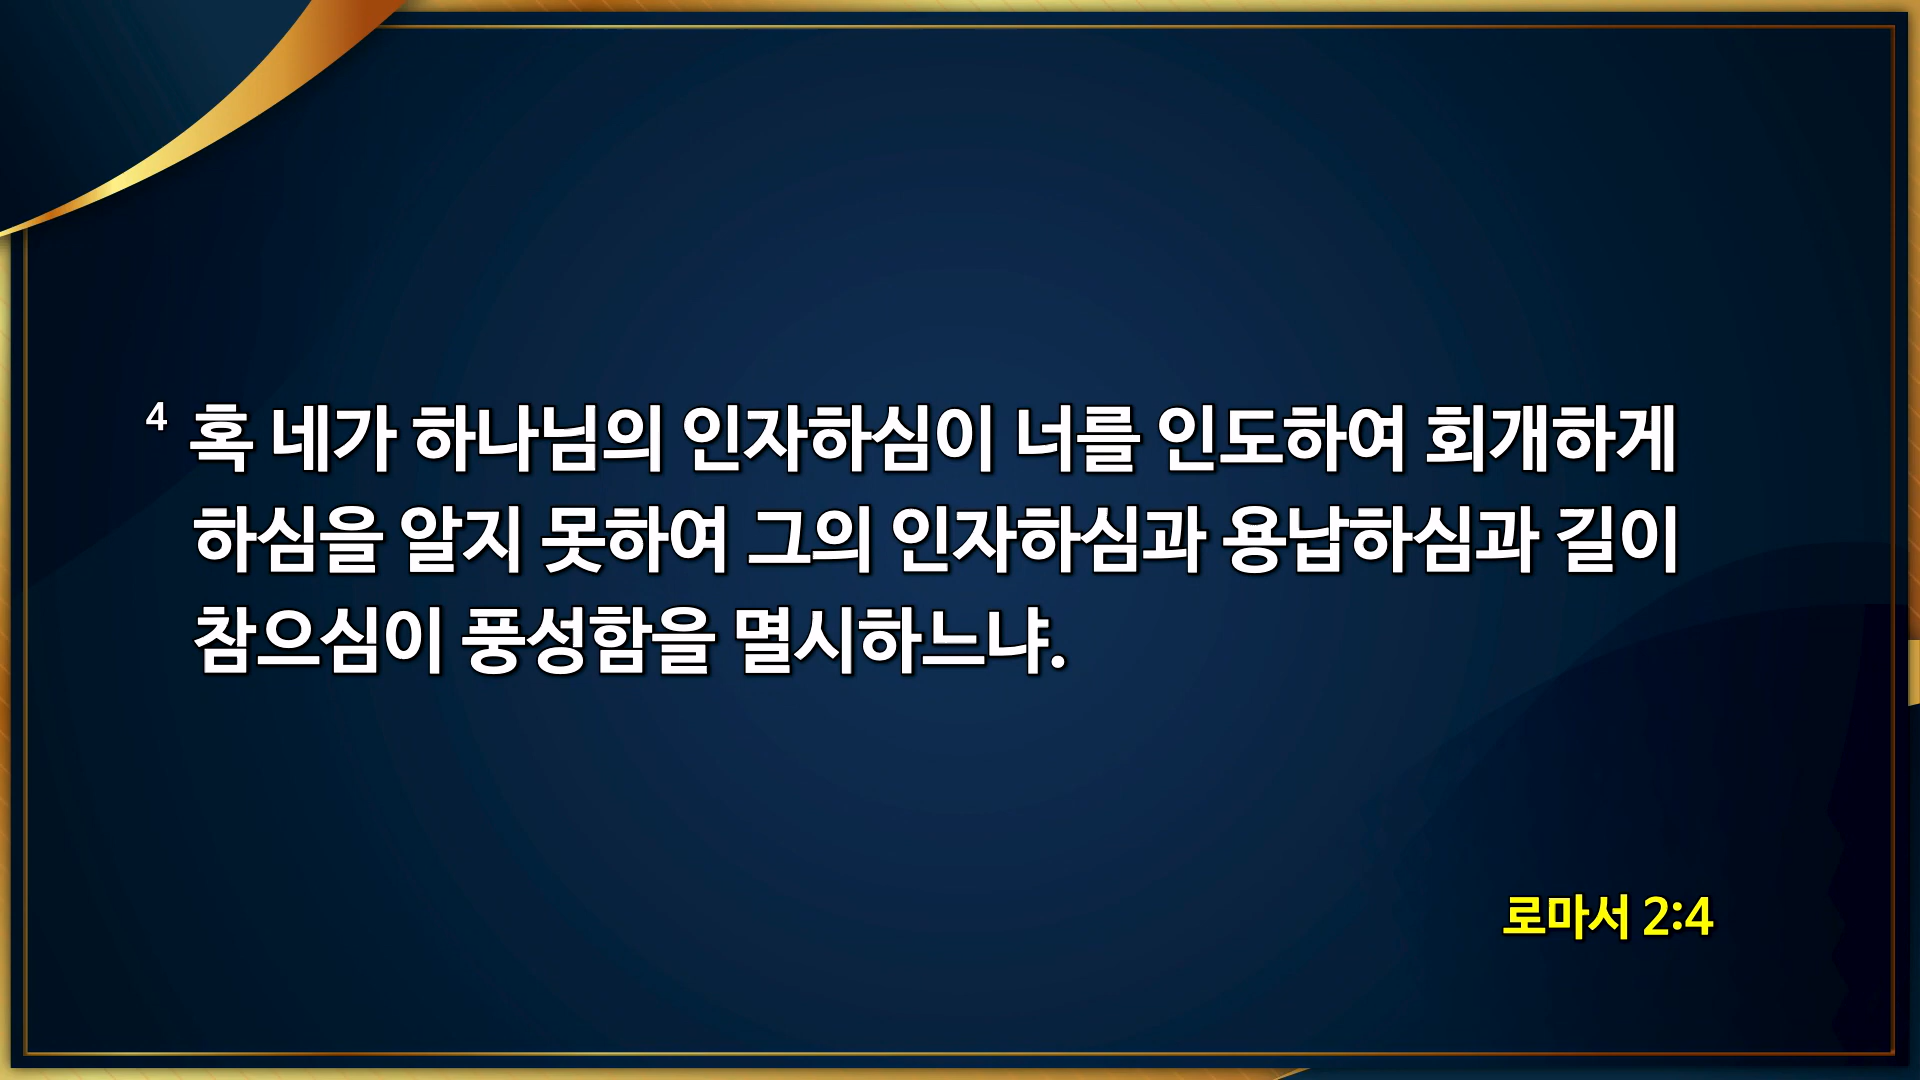 4 혹 네가 하나님의 인자하심이 너를 인도하여 회개하게
하심을 알지 못하여 그의 인자하심과 용납하심과 길이
참으심이 풍성함을 멸시하느냐.
로마서 2:4